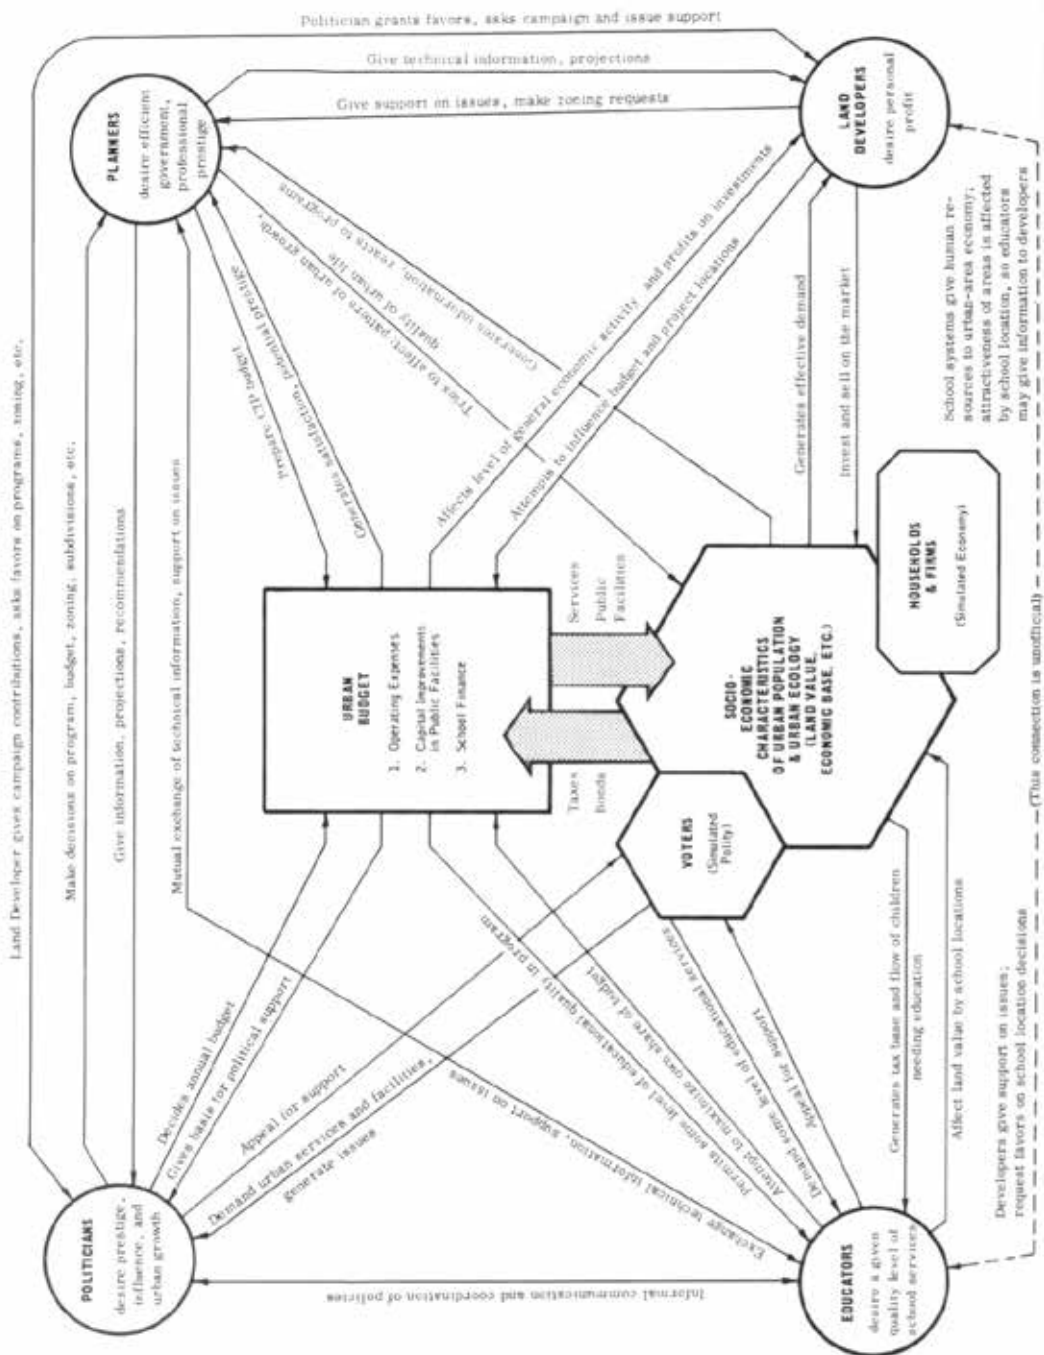 Politician grants favors, asks campaign and issue support
Land Developer gives campaign contributions, asks favors on programs, zoning, etc.
Give technical information, projections
Give support on issues, make zoning requests
Make decisions on program, budget, zoning, subdivisions, etc.
Give information, projections, recommendations
Mutual exchange of technical information, support on issues
POLITICIANS
desire prestige,
influence, and
urban growth
PLANNERS
desire efficient
government,
professional
prestige
LAND
DEVELOPERS
desire personal
profit
EDUCATORS
desire a given
quality level of
school services
Decides annual budget
Gives basis for political support
Appeal for support
Demand urban services and facilities,
generate issues
Exchange technical information, support on issues
Informal communication and coordination of policies
Prepare CIP budget
Generates satisfaction, potential prestige
Tries to affect: pattern of urban growth,
quality of urban life
Generates information, reacts to programs
Affects level of general economic activity and profits on investments
Attempts to influence budget and project locations
URBAN
BUDGET
1. Operating Expenses
2. Capital Improvements
in Public Facilities
3. School Finance
Taxes
Bonds
Services
Public
Facilities
Permits some level of educational quality in program
Attempt to maximize own share of budget
Demand some level of educational services
Appeal for support
VOTERS
(Simulated
Polity)
SOCIO-
ECONOMIC
CHARACTERISTICS
OF URBAN POPULATION
& URBAN ECOLOGY
(LAND VALUE,
ECONOMIC BASE, ETC.)
HOUSEHOLDS
& FIRMS
(Simulated Economy)
Generates effective demand
Invest and sell on the market
Generates tax base and flow of children
needing education
Affect land value by school locations
Developers give support on issues;
request favors on school location decisions
(This connection is unofficial)
School systems give human re-
sources to urban-area economy;
attractiveness of areas is affected
by school location, so educators
may give information to developers